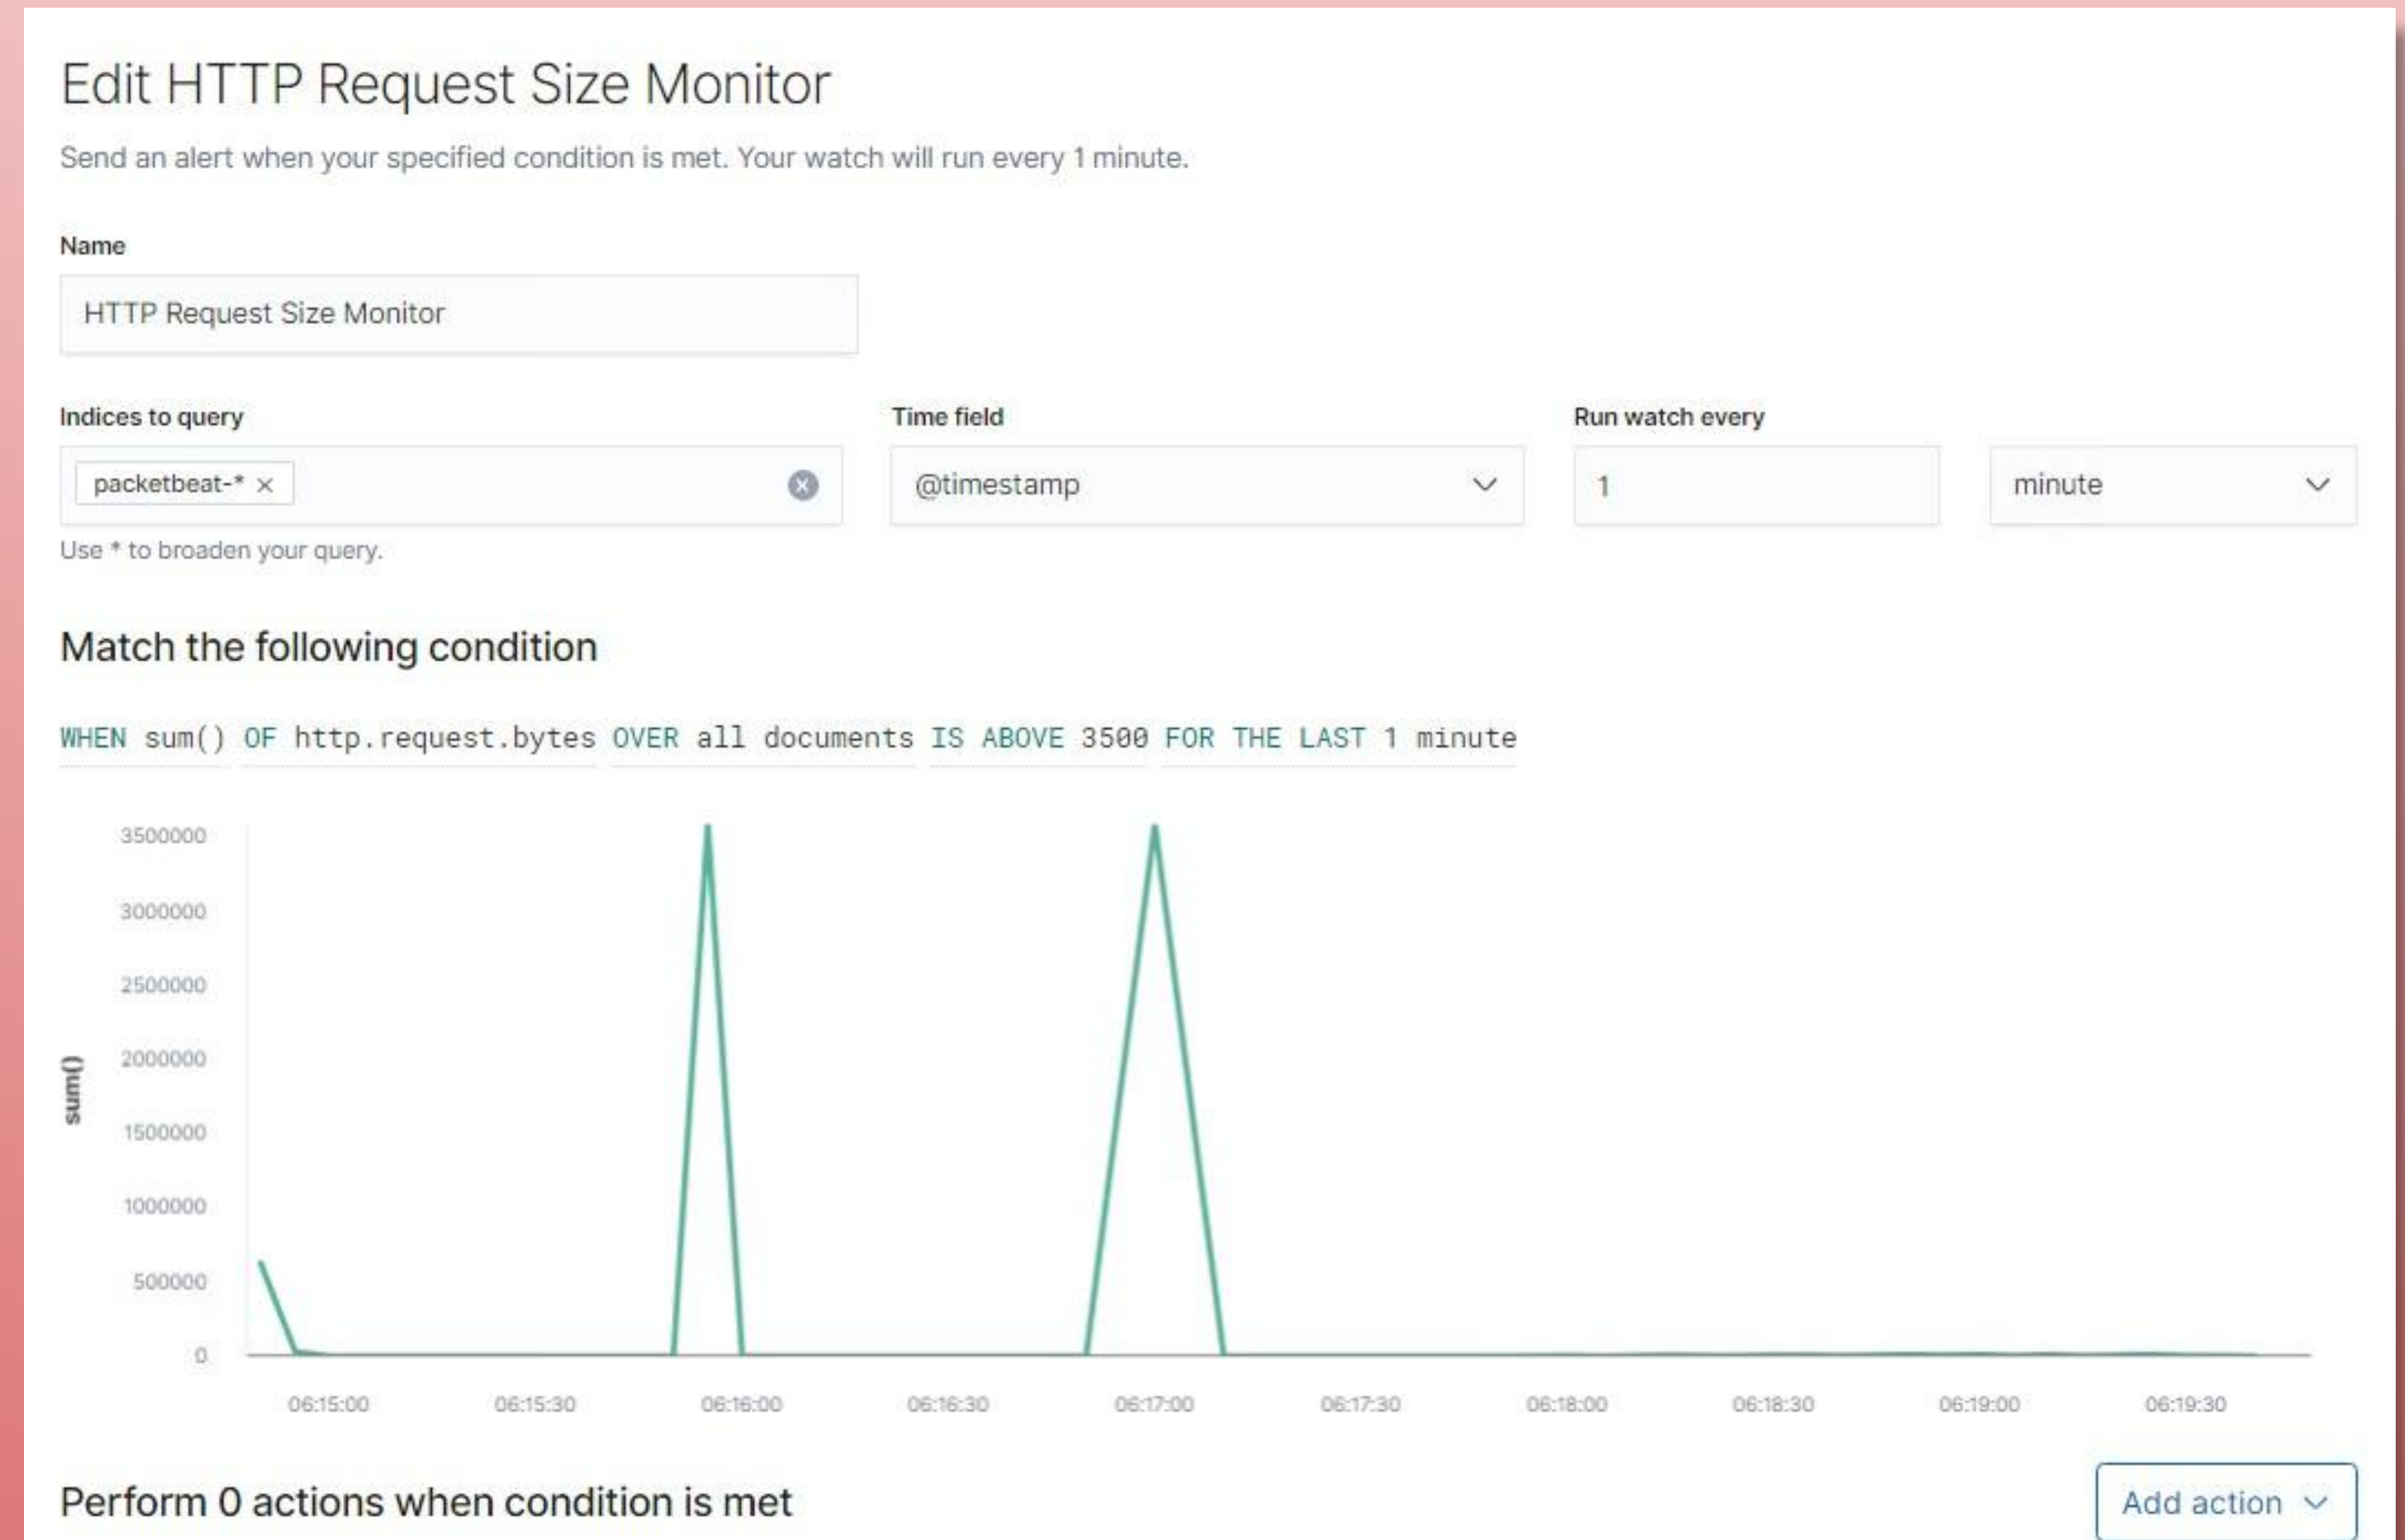 Edit HTTP Request Size Monitor
Send an alert when your specified condition is met. Your watch will run every 1 minute.
Name
HTTP Request Size Monitor
Indices to query
Time field
Run watch every
packetbeat-* ×
@timestamp
1
minute
Use * to broaden your query.
Match the following condition
WHEN sum() OF http.request.bytes OVER all documents IS ABOVE 3500 FOR THE LAST 1 minute
3500000
3000000
2500000
2000000
1500000
1000000
500000
0
sum()
06:15:00 06:15:30 06:16:00 06:16:30 06:17:00 06:17:30 06:18:00 06:18:30 06:19:00 06:19:30
Perform 0 actions when condition is met
Add action